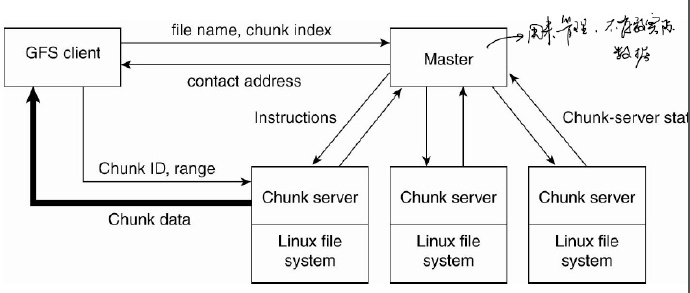 file name, chunk index
GFS client
Master
用来管理，不存放实际
数据
contact address
Instructions
Chunk-server stat
Chunk ID, range
Chunk server
Chunk server
Chunk server
Chunk data
Linux file
system
Linux file
system
Linux file
system